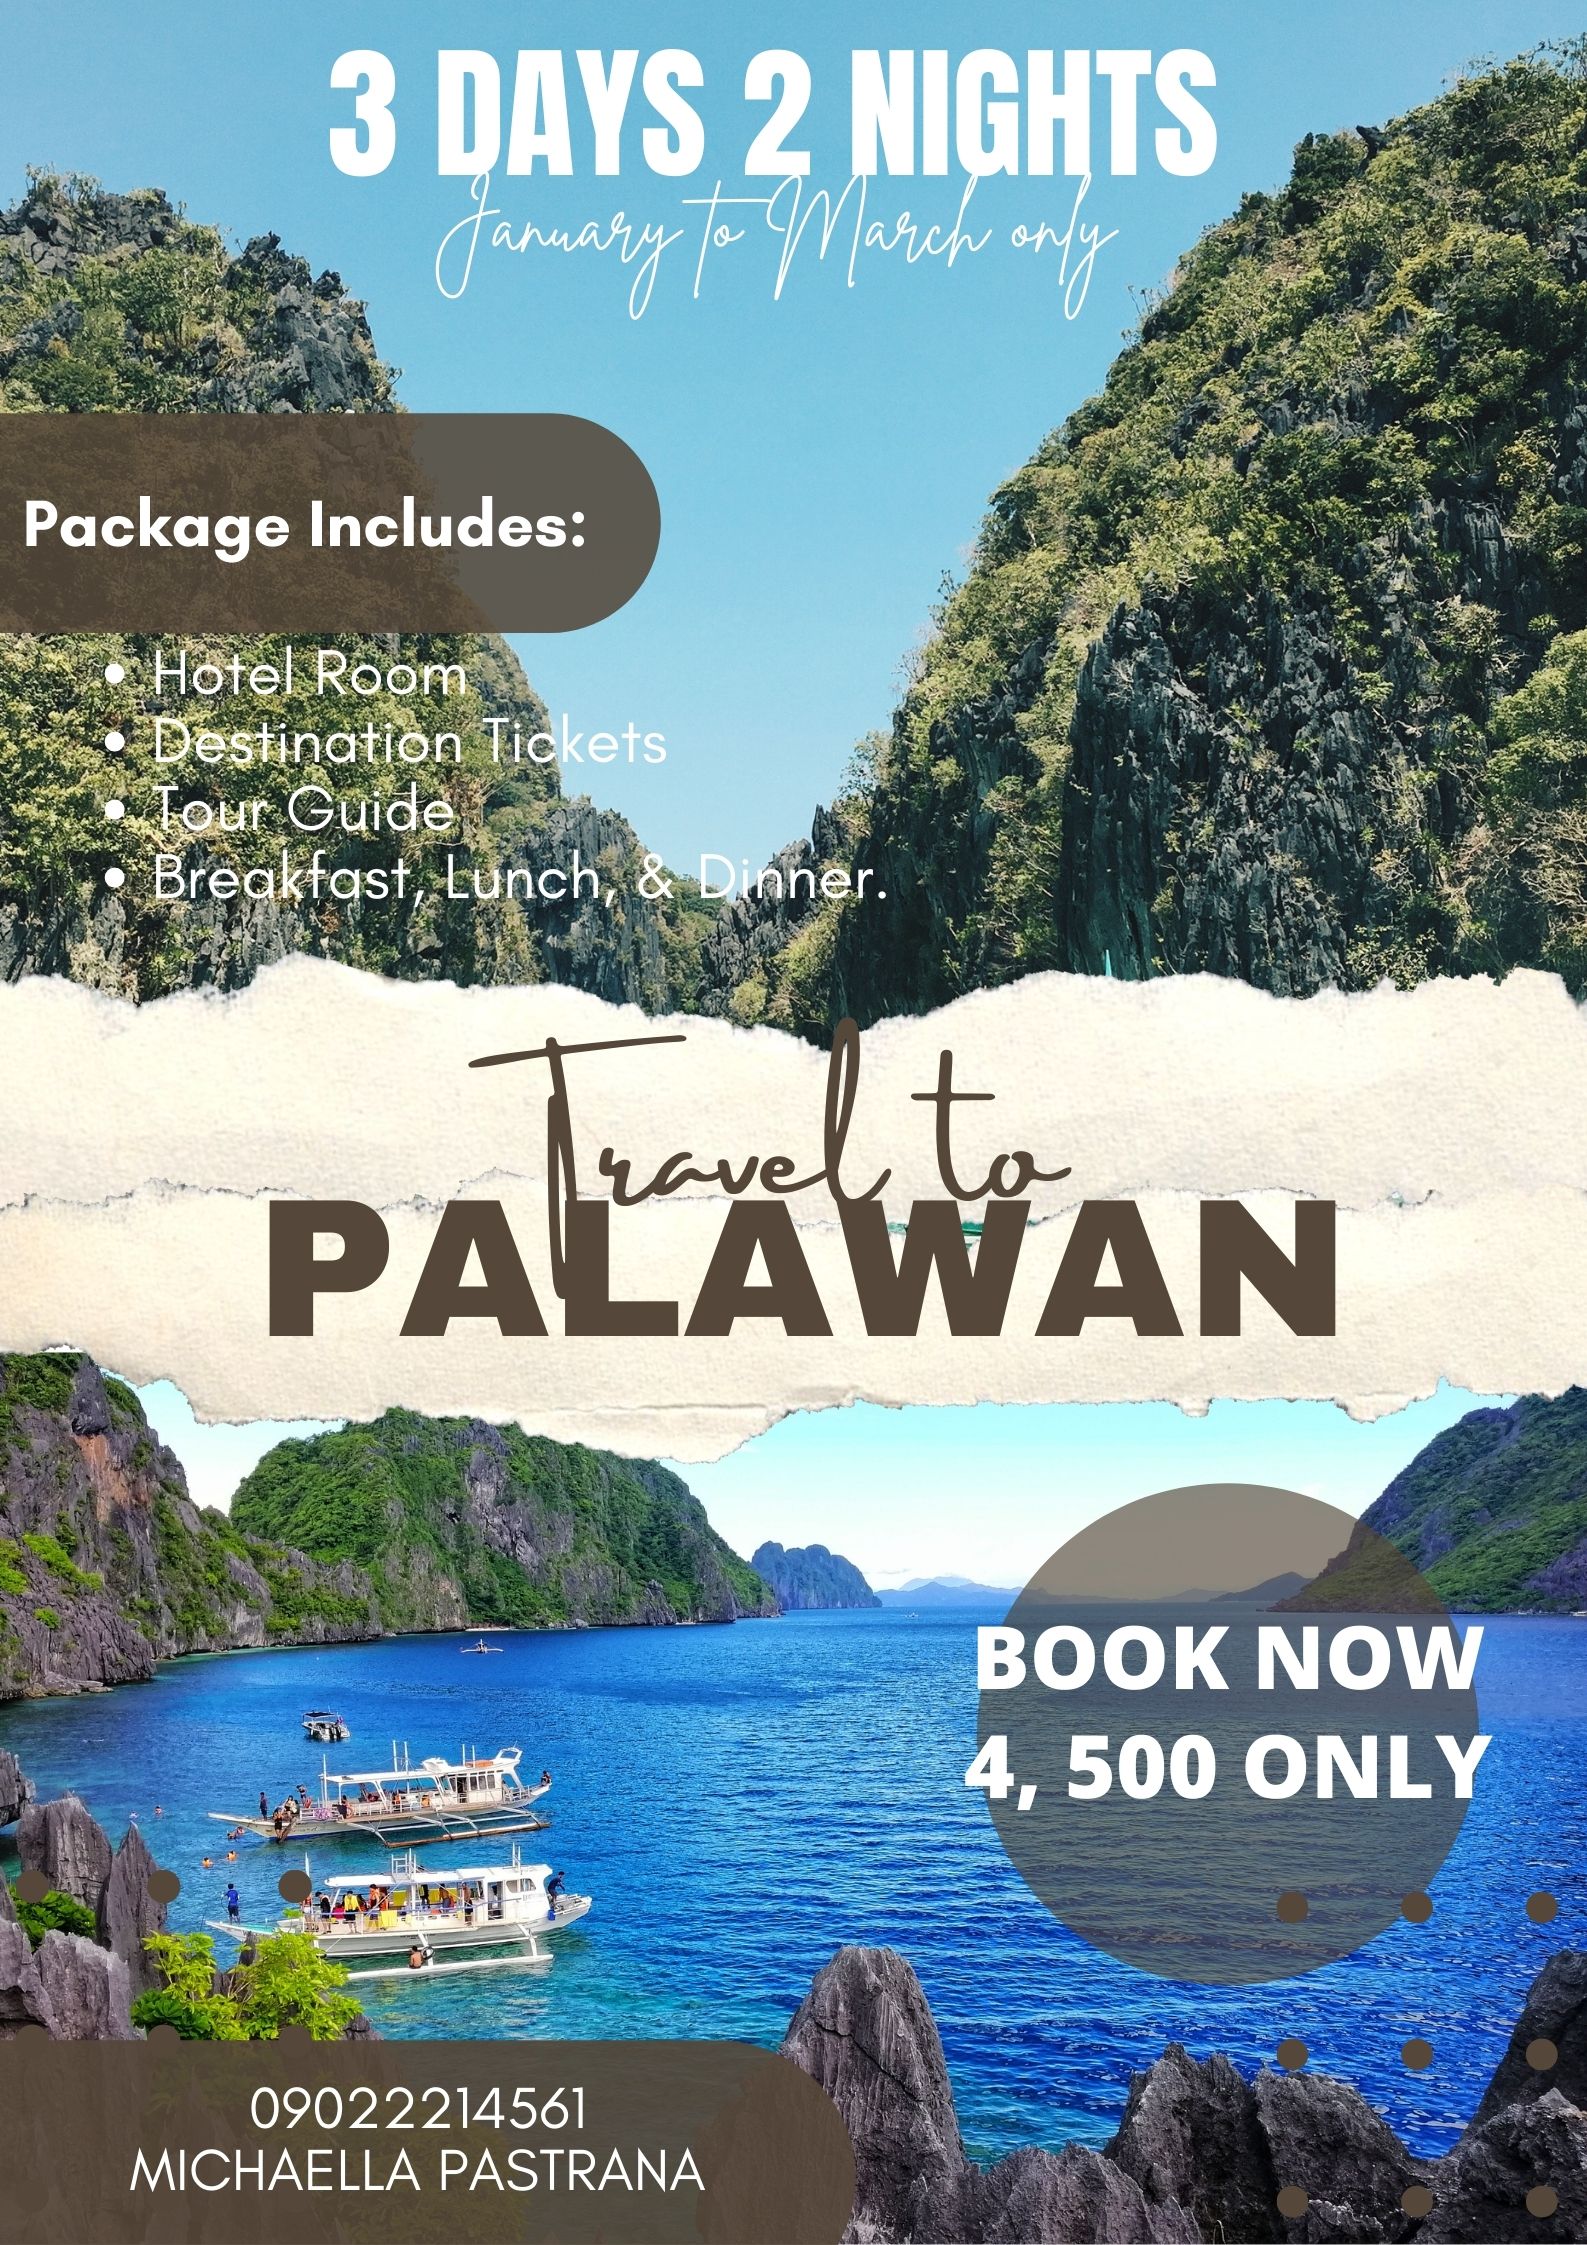 3 DAYS 2 NIGHTS
January to March only
Package Includes:
• Hotel Room
• Destination Tickets
• Tour Guide
• Breakfast, Lunch, & Dinner.
Travel to
PALAWAN
BOOK NOW
4, 500 ONLY
09022214561
MICHAELLA PASTRANA